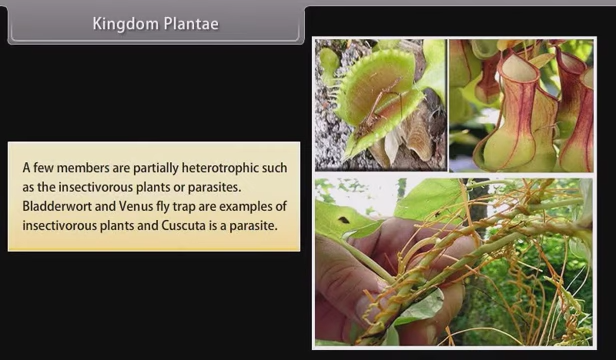 Kingdom Plantae
A few members are partially heterotrophic such
as the insectivorous plants or parasites.
Bladderwort and Venus fly trap are examples of
insectivorous plants and Cuscuta is a parasite.